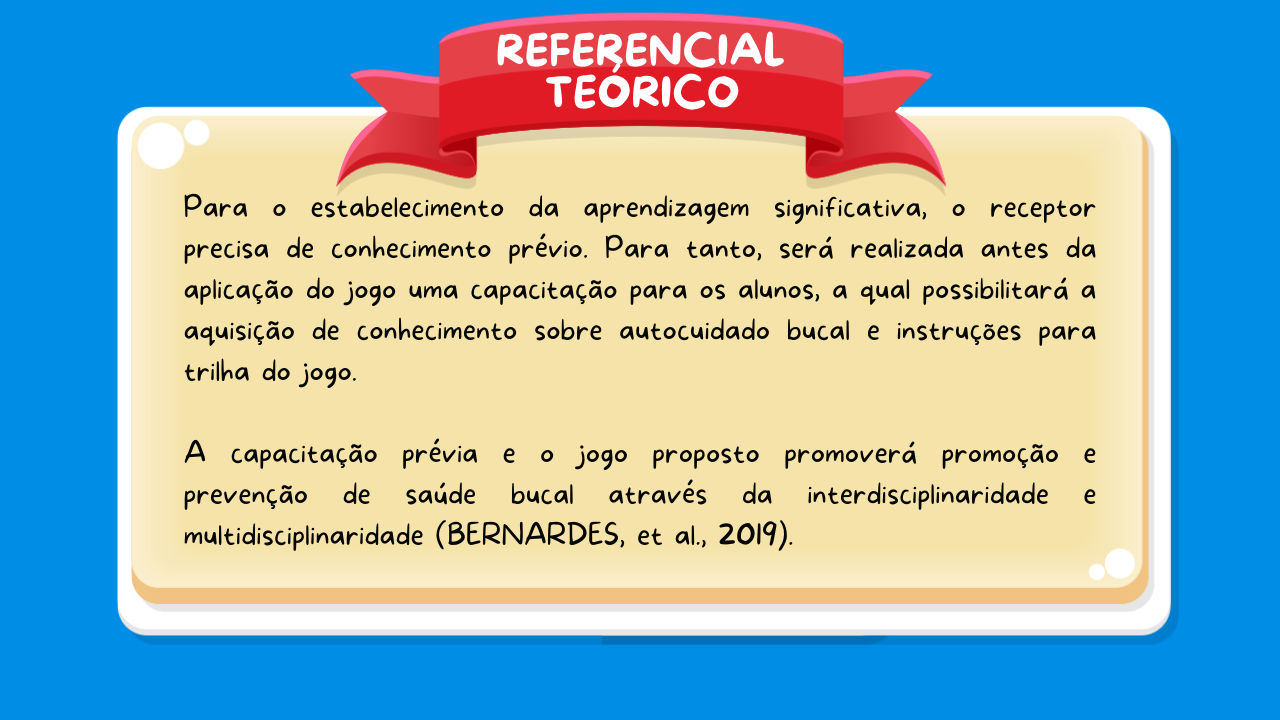 REFERENCIAL
TEÓRICO
Para o estabelecimento da aprendizagem significativa, o receptor
precisa de conhecimento prévio. Para tanto, será realizada antes da
aplicação do jogo uma capacitação para os alunos, a qual possibilitará a
aquisição de conhecimento sobre autocuidado bucal e instruções para
trilha do jogo.
A capacitação prévia e o jogo proposto promoverá promoção e
prevenção de saúde bucal através da interdisciplinaridade e
multidisciplinaridade (BERNARDES, et al., 2019).